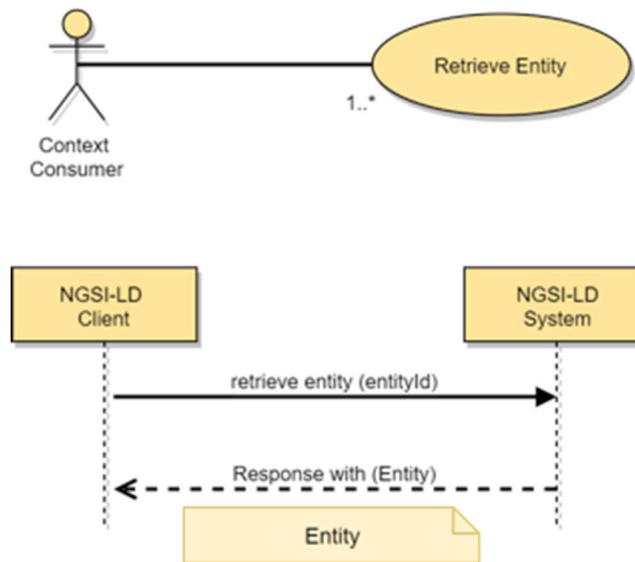 Retrieve Entity
1..*
Context
Consumer
NGSI-LD
Client
NGSI-LD
System
retrieve entity (entityId)
Response with (Entity)
Entity